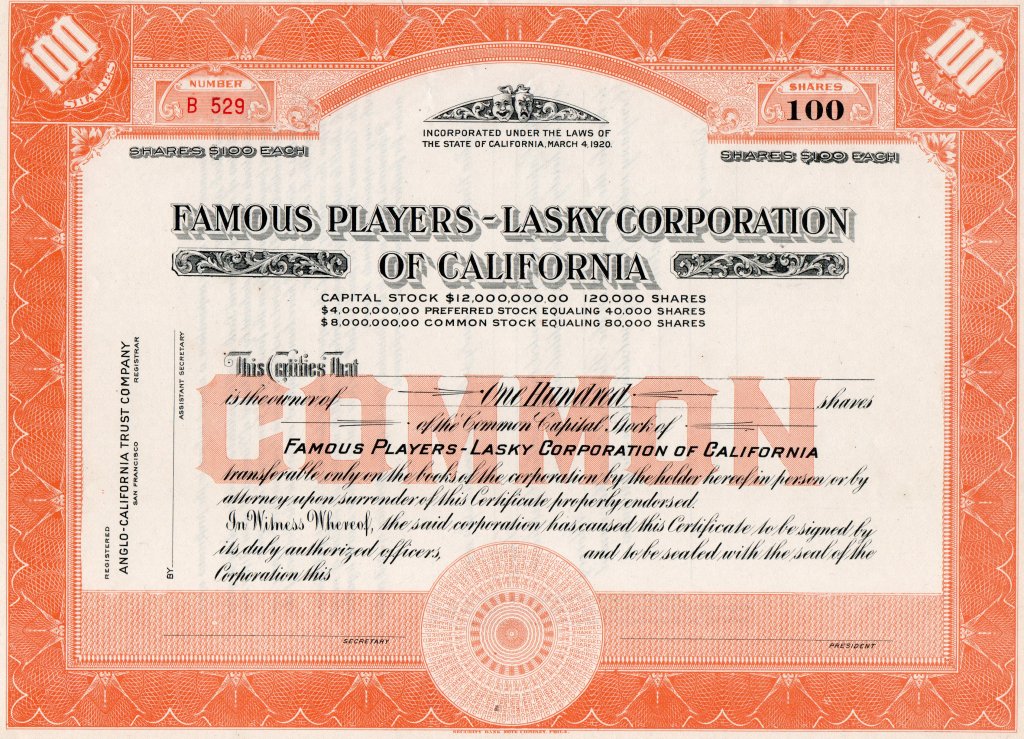 100
SHARES
NUMBER
B 529
SHARES
100
100
SHARES
INCORPORATED UNDER THE LAWS OF
THE STATE OF CALIFORNIA, MARCH 4, 1920.
SHARES $100 EACH
SHARES $100 EACH
FAMOUS PLAYERS-LASKY CORPORATION
OF CALIFORNIA
CAPITAL STOCK $12,000,000.00 120,000 SHARES
$4,000,000.00 PREFERRED STOCK EQUALING 40,000 SHARES
$8,000,000.00 COMMON STOCK EQUALING 80,000 SHARES
This Certifies That
COMMON
is the owner of One Hundred shares
of the Common Capital Stock of
FAMOUS PLAYERS-LASKY CORPORATION OF CALIFORNIA
transferable only on the books of the corporation by the holder hereof in person or by
attorney upon surrender of this Certificate properly endorsed.
In Witness Whereof, the said corporation has caused this Certificate to be signed by
its duly authorized officers, and to be sealed with the seal of the
Corporation this
REGISTERED
ANGLO-CALIFORNIA TRUST COMPANY
SAN FRANCISCO REGISTRAR
BY
ASSISTANT SECRETARY
SECRETARY
PRESIDENT
SECURITY BANK NOTE COMPANY, PHILA.